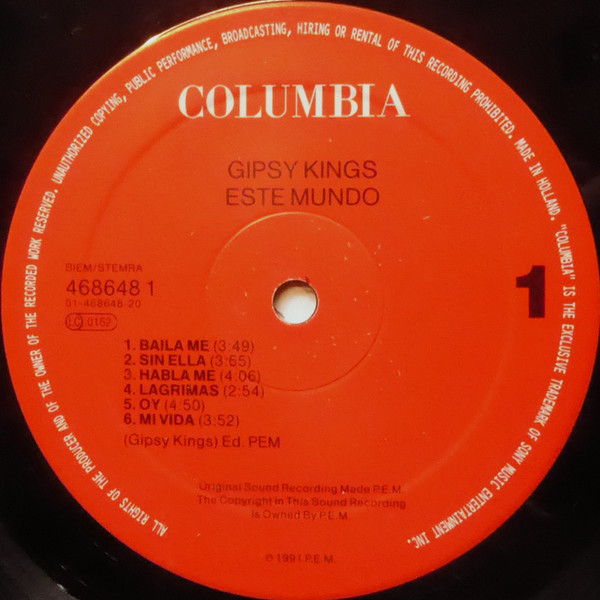 ALL RIGHTS OF THE PRODUCER AND OF THE OWNER OF THE RECORDED WORK RESERVED. UNAUTHORIZED COPYING, PUBLIC PERFORMANCE, BROADCASTING, HIRING OR RENTAL OF THIS RECORDING PROHIBITED. MADE IN HOLLAND. "COLUMBIA" IS THE EXCLUSIVE TRADEMARK OF SONY MUSIC ENTERTAINMENT INC.
COLUMBIA
GIPSY KINGS
ESTE MUNDO
BIEM/STEMRA
468648 1
01-468648-20
LC 0162
1
1. BAILA ME (3:49)
2. SIN ELLA (3:65)
3. HABLA ME (4:06)
4. LAGRIMAS (2:54)
5. OY (4:50)
6. MI VIDA (3:52)
(Gipsy Kings) Ed. PEM
Original Sound Recording Made P.E.M.
The Copyright in This Sound Recording
is Owned By P.E.M.
℗ 1991 P.E.M.